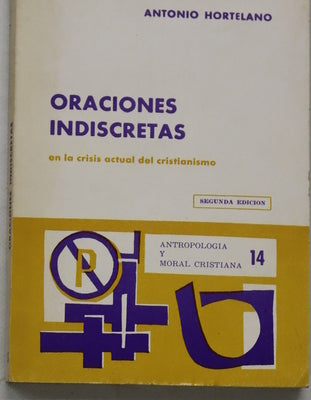 ANTONIO HORTELANO
ORACIONES
INDISCRETAS
en la crisis actual del cristianismo
SEGUNDA EDICION
ANTROPOLOGIA
Y
MORAL CRISTIANA
14
P